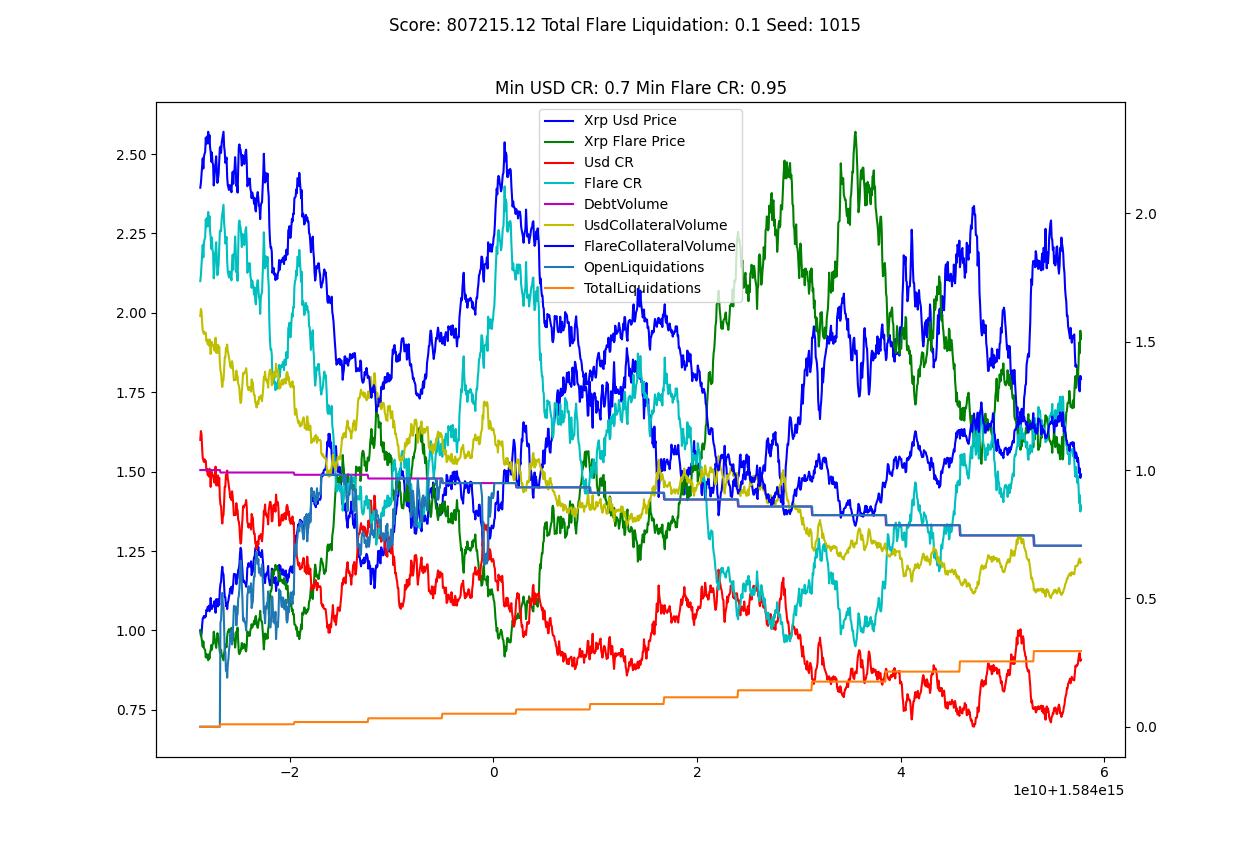 Score: 807215.12 Total Flare Liquidation: 0.1 Seed: 1015
Min USD CR: 0.7 Min Flare CR: 0.95
Xrp Usd Price
Xrp Flare Price
Usd CR
Flare CR
DebtVolume
UsdCollateralVolume
FlareCollateralVolume
OpenLiquidations
TotalLiquidations
2.50
2.25
2.00
1.75
1.50
1.25
1.00
0.75
2.0
1.5
1.0
0.5
0.0
−2 0 2 4 6
1e10+1.584e15